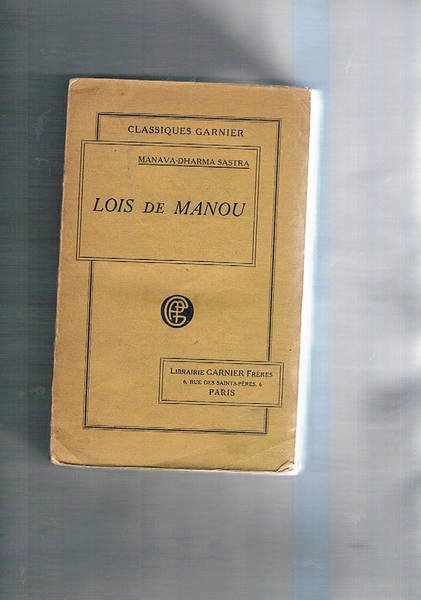 CLASSIQUES GARNIER
MANAVA-DHARMA SASTRA
LOIS DE MANOU
LIBRAIRIE GARNIER FRÈRES
6, RUE DES SAINTS-PÈRES, 6
PARIS